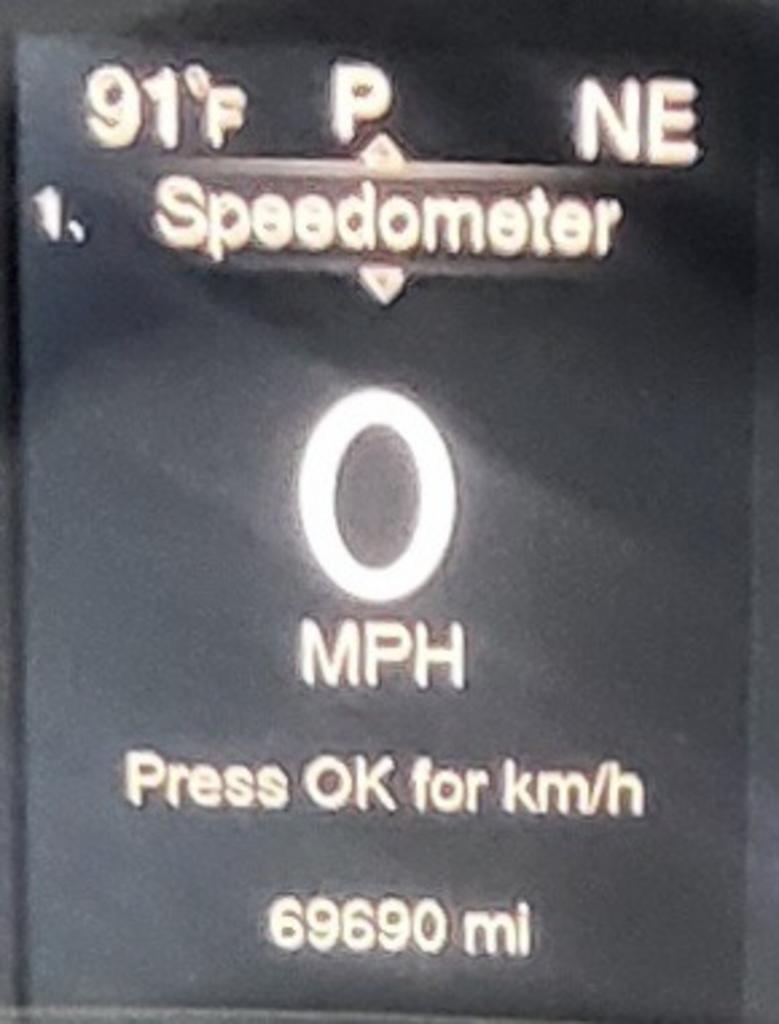 91°F P NE
1. Speedometer
0
MPH
Press OK for km/h
69690 mi